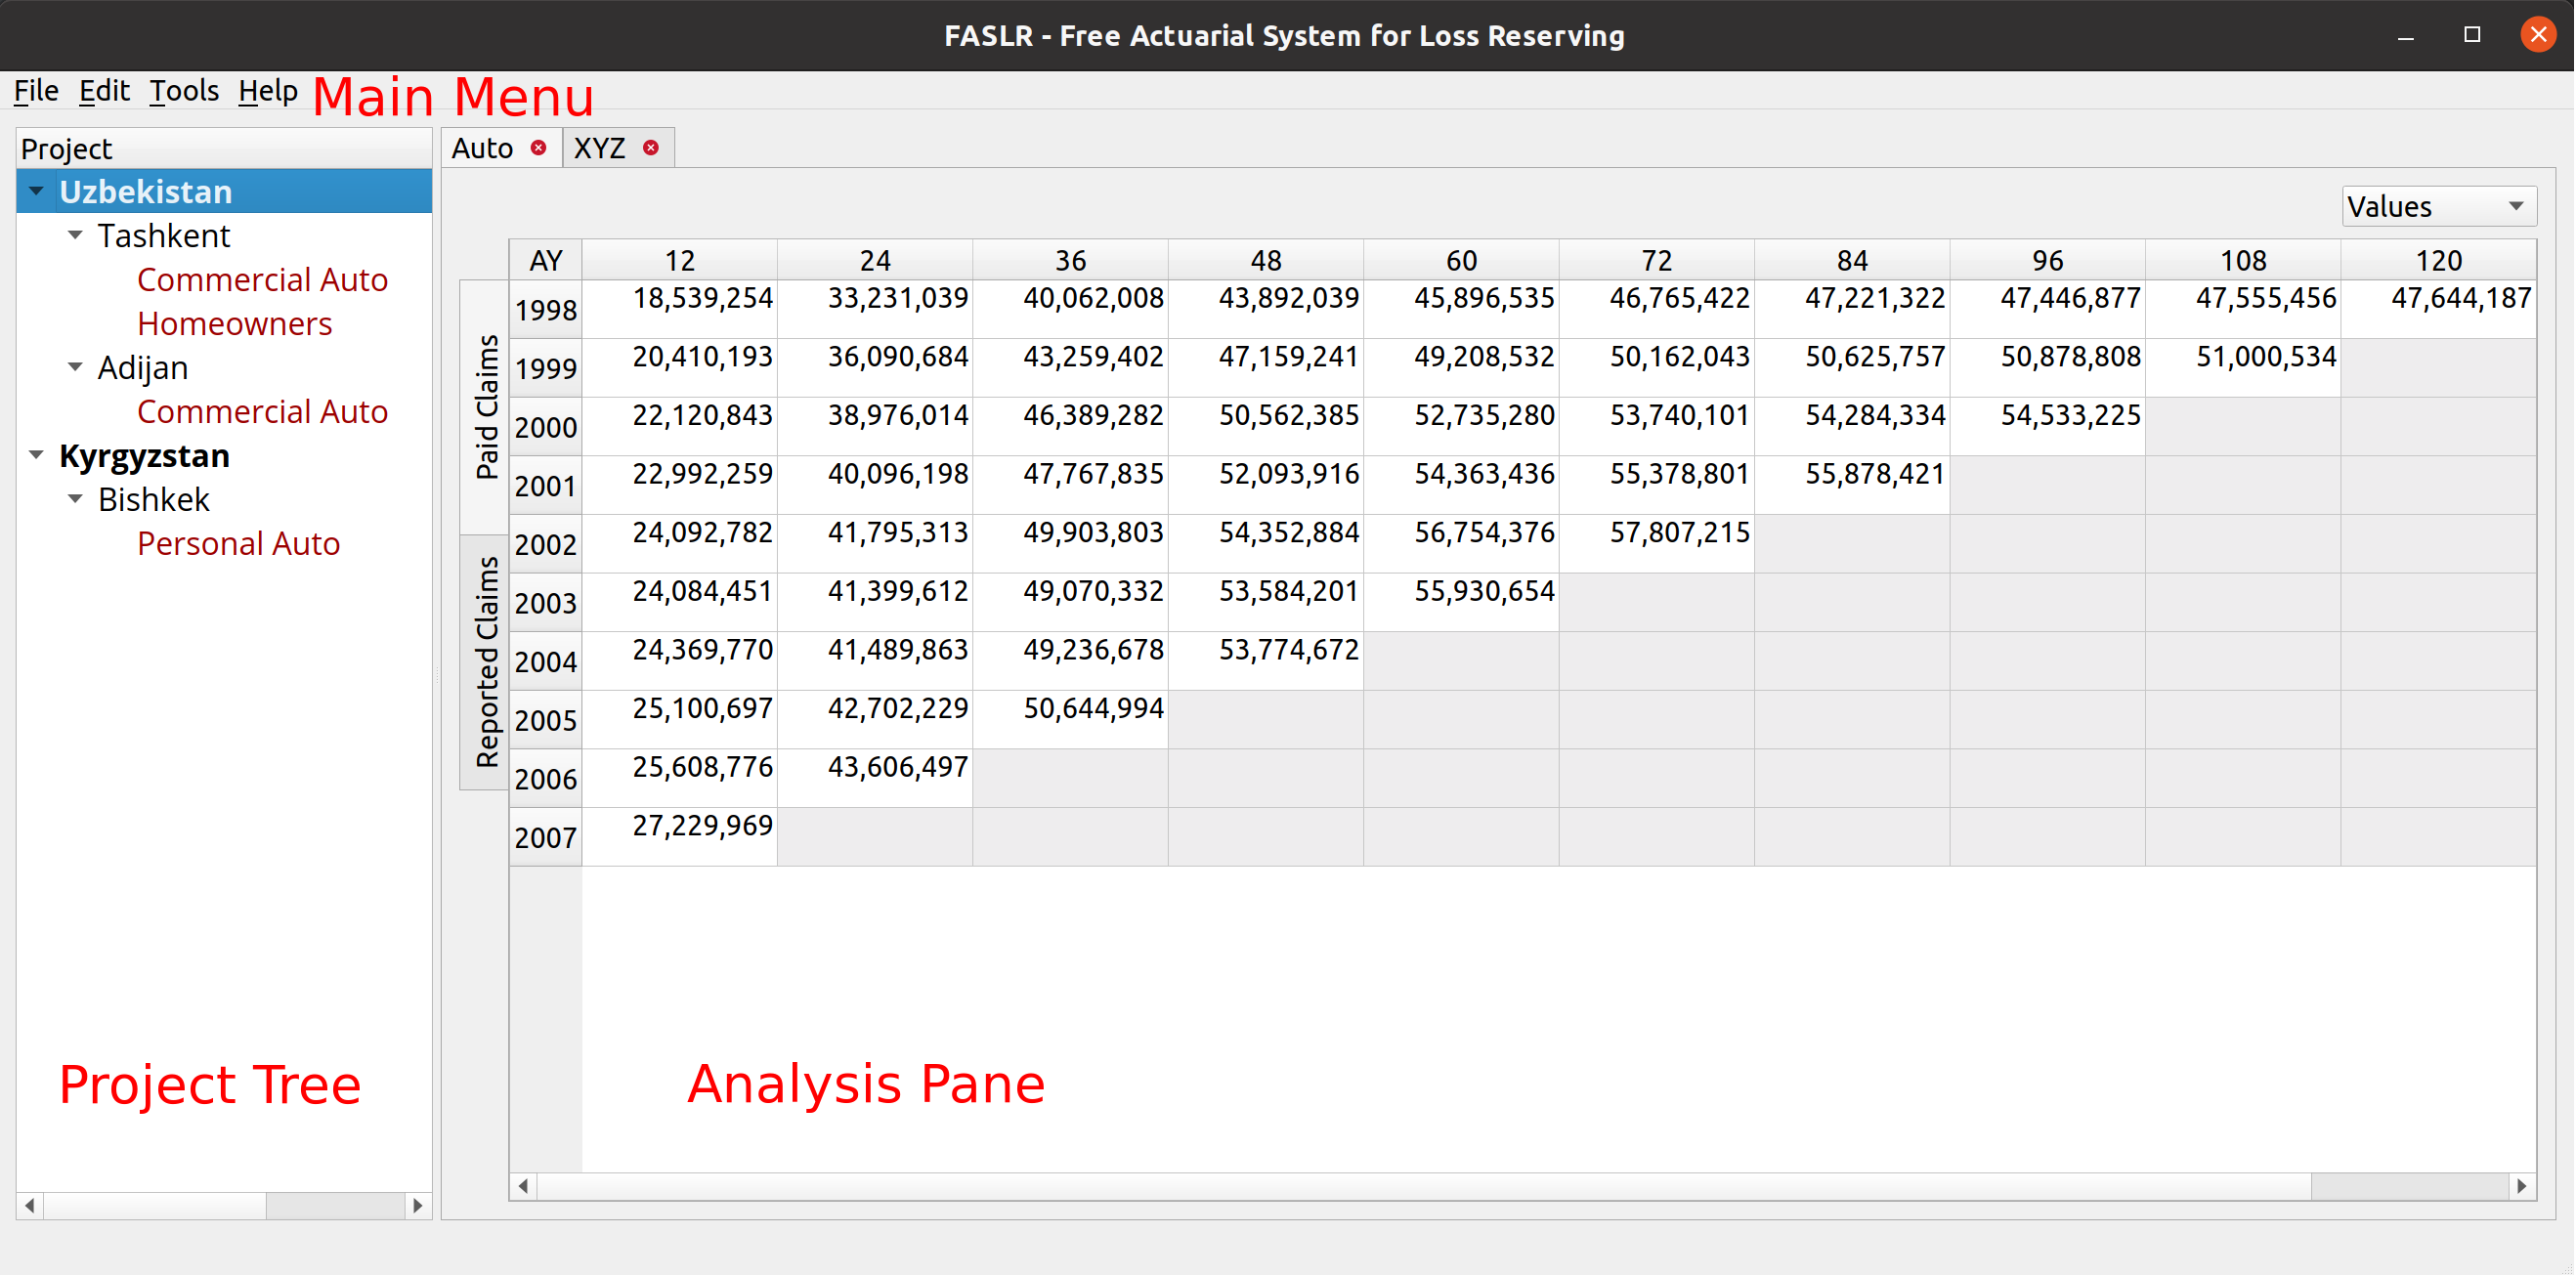 FASLR - Free Actuarial System for Loss Reserving
File Edit Tools Help Main Menu
Project
Uzbekistan
Tashkent
Commercial Auto
Homeowners
Adijan
Commercial Auto
Kyrgyzstan
Bishkek
Personal Auto
Project Tree
Auto XYZ
Values
Paid Claims
Reported Claims
AY 12 24 36 48 60 72 84 96 108 120
1998 18,539,254 33,231,039 40,062,008 43,892,039 45,896,535 46,765,422 47,221,322 47,446,877 47,555,456 47,644,187
1999 20,410,193 36,090,684 43,259,402 47,159,241 49,208,532 50,162,043 50,625,757 50,878,808 51,000,534
2000 22,120,843 38,976,014 46,389,282 50,562,385 52,735,280 53,740,101 54,284,334 54,533,225
2001 22,992,259 40,096,198 47,767,835 52,093,916 54,363,436 55,378,801 55,878,421
2002 24,092,782 41,795,313 49,903,803 54,352,884 56,754,376 57,807,215
2003 24,084,451 41,399,612 49,070,332 53,584,201 55,930,654
2004 24,369,770 41,489,863 49,236,678 53,774,672
2005 25,100,697 42,702,229 50,644,994
2006 25,608,776 43,606,497
2007 27,229,969
Analysis Pane